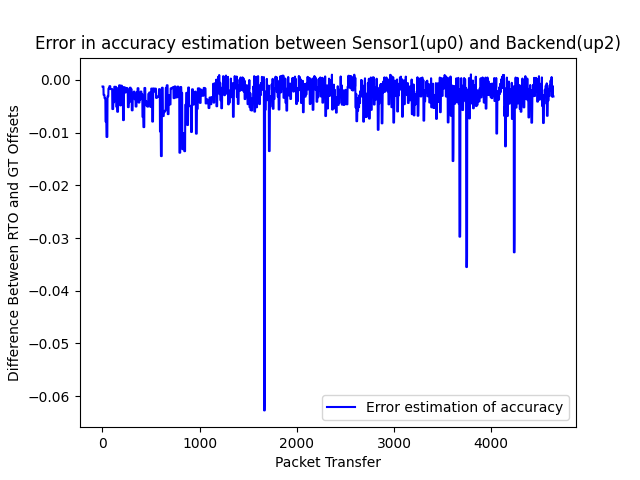 Error in accuracy estimation between Sensor1(up0) and Backend(up2)
0.00
−0.01
−0.02
−0.03
−0.04
−0.05
−0.06
Difference Between RTO and GT Offsets
Error estimation of accuracy
0 1000 2000 3000 4000
Packet Transfer